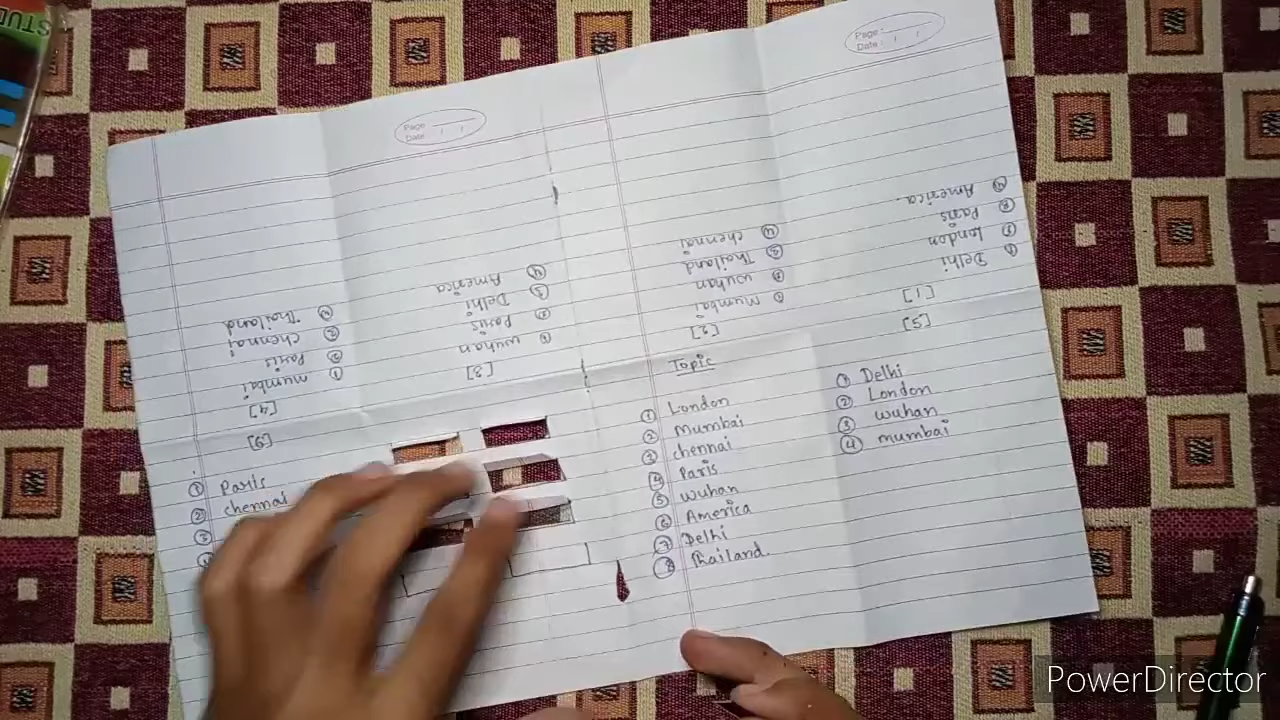 STUD
Page :
Date :
Page :
Date :
④ America.
③ Paris
② London
① Delhi
[1]
④ chennai
③ Thailand
② wuhan
① Mumbai
[2]
④ America
③ Delhi
② Paris
① wuhan
[3]
④ Thailand
③ chennai
② Paris
① mumbai
[4]
[5]
① Delhi
② London
③ wuhan
④ mumbai
Topic
① London
② Mumbai
③ chennai
④ Paris
⑤ wuhan
⑥ America
⑦ Delhi
⑧ Thailand.
[6]
① Paris
② chennai
③
PowerDirector